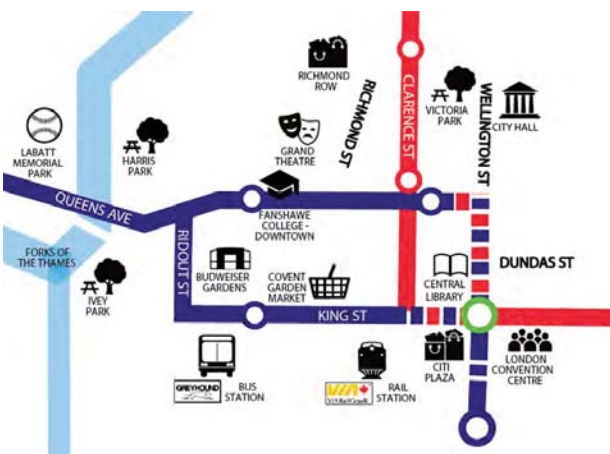 RICHMOND
ROW
RICHMOND ST
CLARENCE ST
VICTORIA
PARK
WELLINGTON ST
CITY HALL
LABATT
MEMORIAL
PARK
HARRIS
PARK
GRAND
THEATRE
QUEENS AVE
FANSHAWE
COLLEGE -
DOWNTOWN
RIDOUT ST
FORKS OF
THE THAMES
IVEY
PARK
BUDWEISER
GARDENS
COVENT
GARDEN
MARKET
CENTRAL
LIBRARY
DUNDAS ST
KING ST
CITI
PLAZA
LONDON
CONVENTION
CENTRE
GREYHOUND
BUS
STATION
VIA
VIA Rail Canada
RAIL
STATION